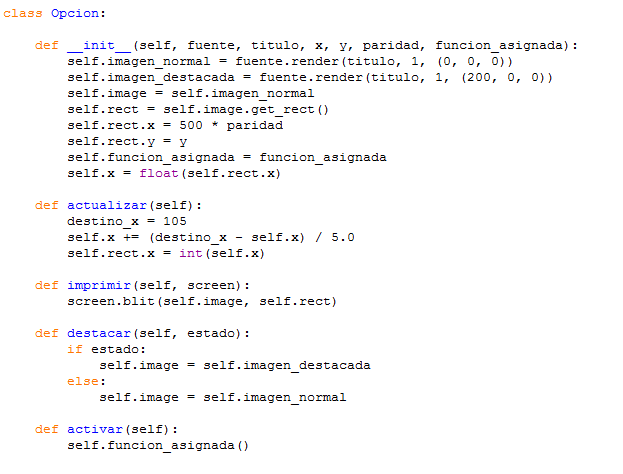 class Opcion:
    def __init__(self, fuente, titulo, x, y, paridad, funcion_asignada):
        self.imagen_normal = fuente.render(titulo, 1, (0, 0, 0))
        self.imagen_destacada = fuente.render(titulo, 1, (200, 0, 0))
        self.image = self.imagen_normal
        self.rect = self.image.get_rect()
        self.rect.x = 500 * paridad
        self.rect.y = y
        self.funcion_asignada = funcion_asignada
        self.x = float(self.rect.x)
    def actualizar(self):
        destino_x = 105
        self.x += (destino_x - self.x) / 5.0
        self.rect.x = int(self.x)
    def imprimir(self, screen):
        screen.blit(self.image, self.rect)
    def destacar(self, estado):
        if estado:
            self.image = self.imagen_destacada
        else:
            self.image = self.imagen_normal
    def activar(self):
        self.funcion_asignada()